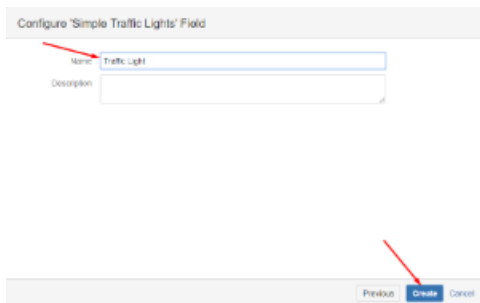 Configure 'Simple Traffic Lights' Field
Name
Traffic Light
Description
Previous Create Cancel